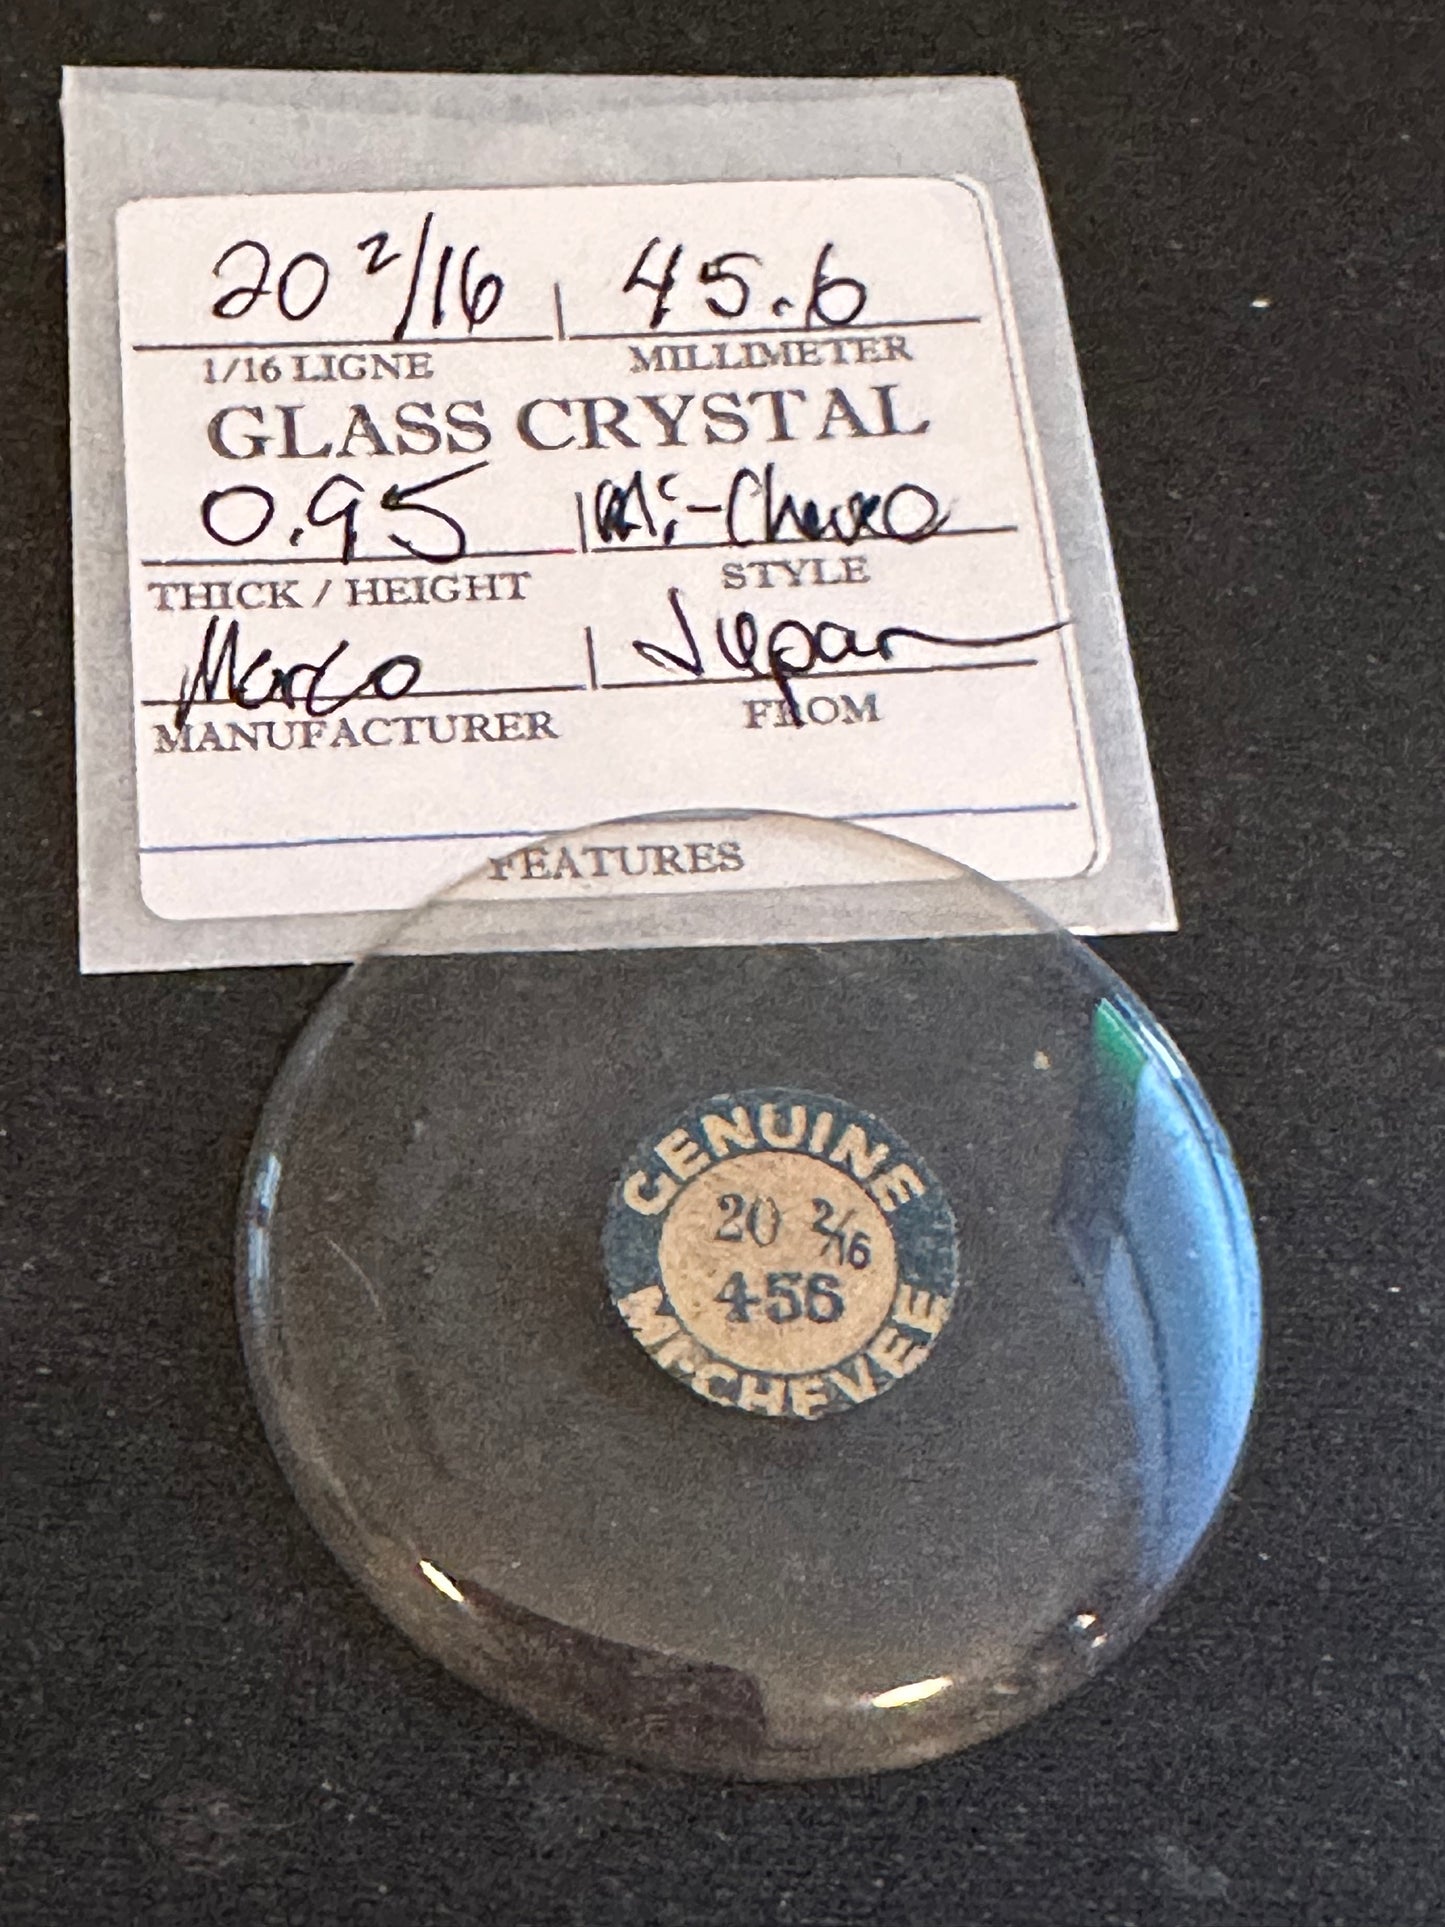 20 2/16 45.6
1/16 LIGNE MILLIMETER
GLASS CRYSTAL
0.95 Mi-Cheve
THICK / HEIGHT STYLE
Marco Japan
MANUFACTURER FROM
FEATURES
GENUINE
20 2/16
456
MI-CHEVEE